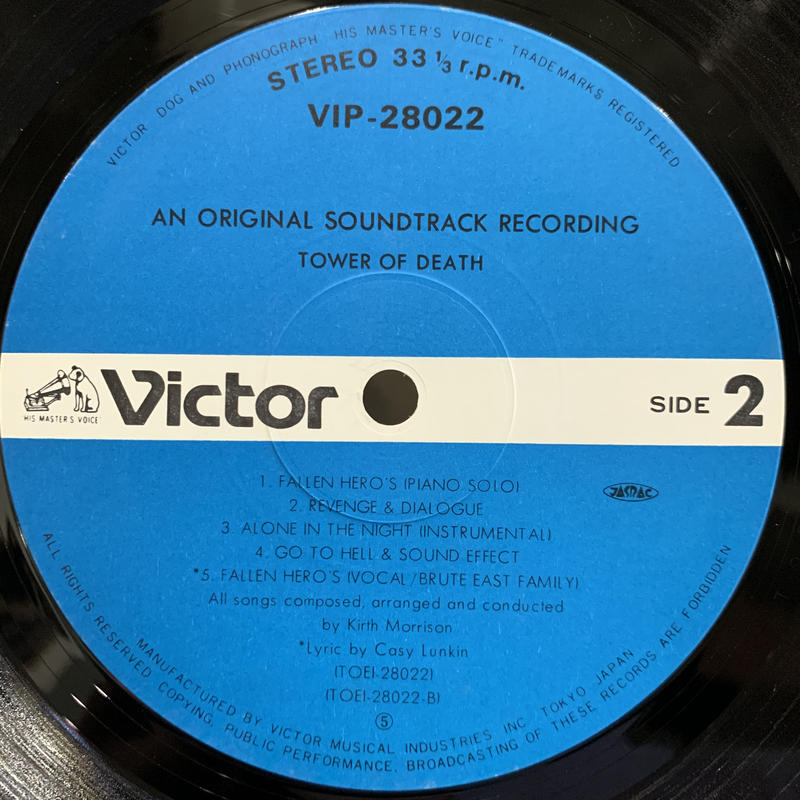 VICTOR DOG AND PHONOGRAPH "HIS MASTER'S VOICE" TRADEMARKS REGISTERED
STEREO 33 1/3 r.p.m.
VIP-28022
AN ORIGINAL SOUNDTRACK RECORDING
TOWER OF DEATH
"HIS MASTER'S VOICE"
Victor
SIDE 2
1. FALLEN HERO'S (PIANO SOLO)
2. REVENGE & DIALOGUE
3. ALONE IN THE NIGHT (INSTRUMENTAL)
4. GO TO HELL & SOUND EFFECT
*5. FALLEN HERO'S (VOCAL/BRUTE EAST FAMILY)
All songs composed, arranged and conducted
by Kirth Morrison
*Lyric by Casy Lunkin
(TOEI-28022)
(TOEI-28022-B)
⑤
JASRAC
MANUFACTURED BY VICTOR MUSICAL INDUSTRIES INC. TOKYO JAPAN
ALL RIGHTS RESERVED COPYING, PUBLIC PERFORMANCE, BROADCASTING OF THESE RECORDS ARE FORBIDDEN